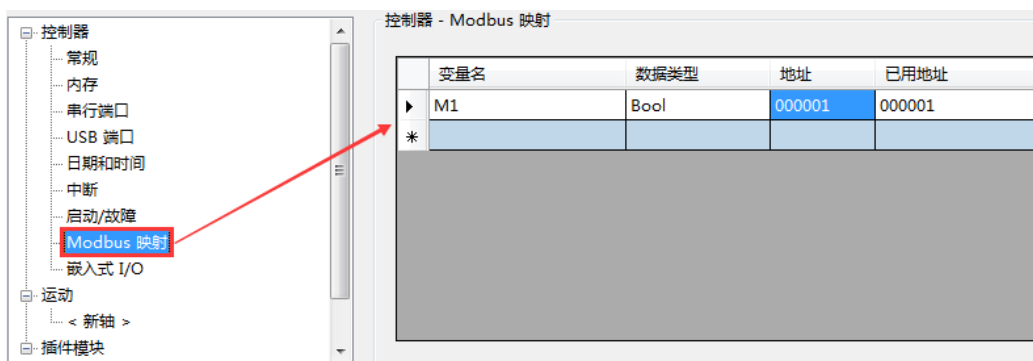 控制器
常规
内存
串行端口
USB 端口
日期和时间
中断
启动/故障
Modbus 映射
嵌入式 I/O
运动
< 新轴 >
插件模块
控制器 - Modbus 映射
变量名 数据类型 地址 已用地址
M1 Bool 000001 000001